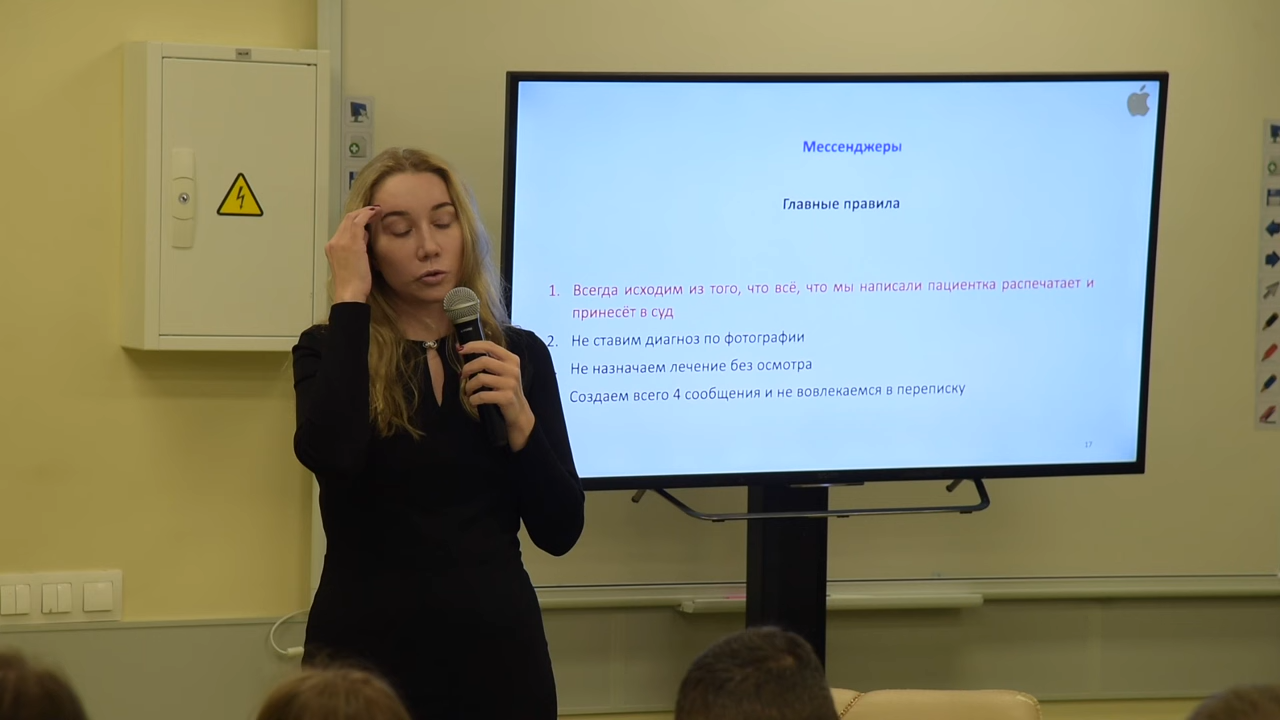 Мессенджеры
Главные правила
1. Всегда исходим из того, что всё, что мы написали пациентка распечатает и
принесёт в суд
2. Не ставим диагноз по фотографии
Не назначаем лечение без осмотра
Создаем всего 4 сообщения и не вовлекаемся в переписку
17